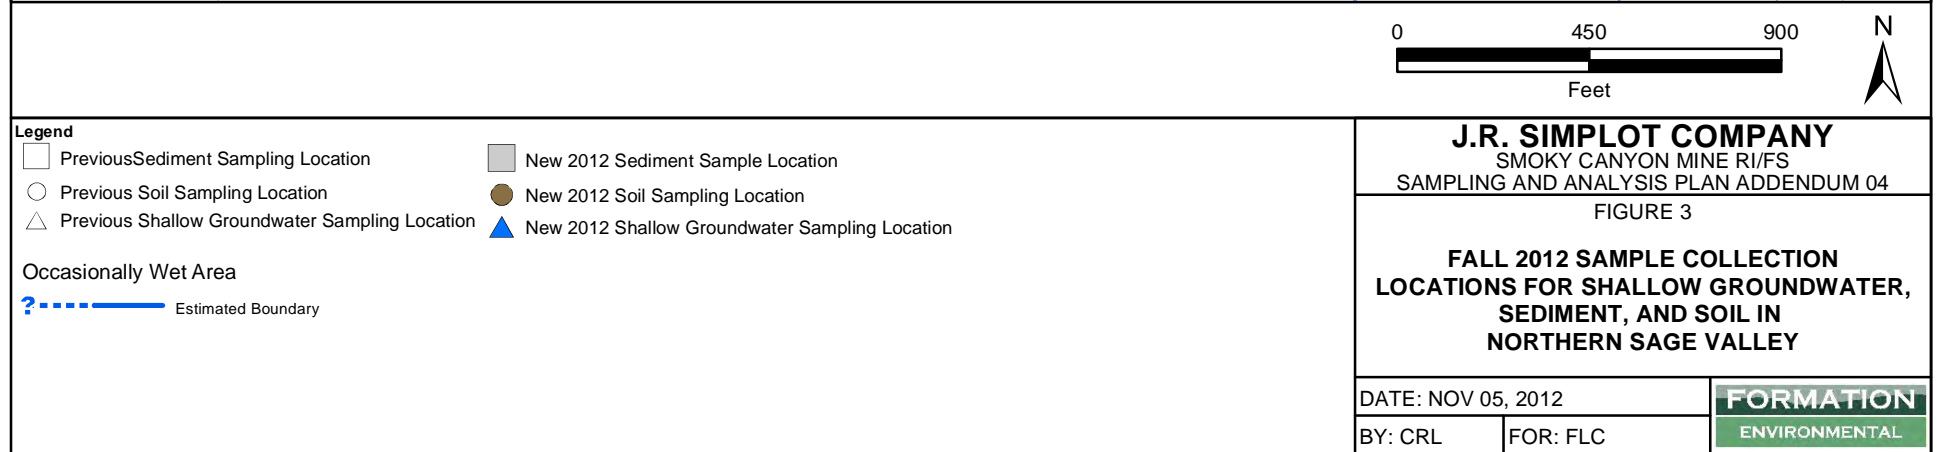 0 450 900
N
Feet
Legend
PreviousSediment Sampling Location
Previous Soil Sampling Location
Previous Shallow Groundwater Sampling Location
New 2012 Sediment Sample Location
New 2012 Soil Sampling Location
New 2012 Shallow Groundwater Sampling Location
Occasionally Wet Area
? Estimated Boundary
J.R. SIMPLOT COMPANY
SMOKY CANYON MINE RI/FS
SAMPLING AND ANALYSIS PLAN ADDENDUM 04
FIGURE 3
FALL 2012 SAMPLE COLLECTION
LOCATIONS FOR SHALLOW GROUNDWATER,
SEDIMENT, AND SOIL IN
NORTHERN SAGE VALLEY
DATE: NOV 05, 2012
BY: CRL FOR: FLC
FORMATION
ENVIRONMENTAL